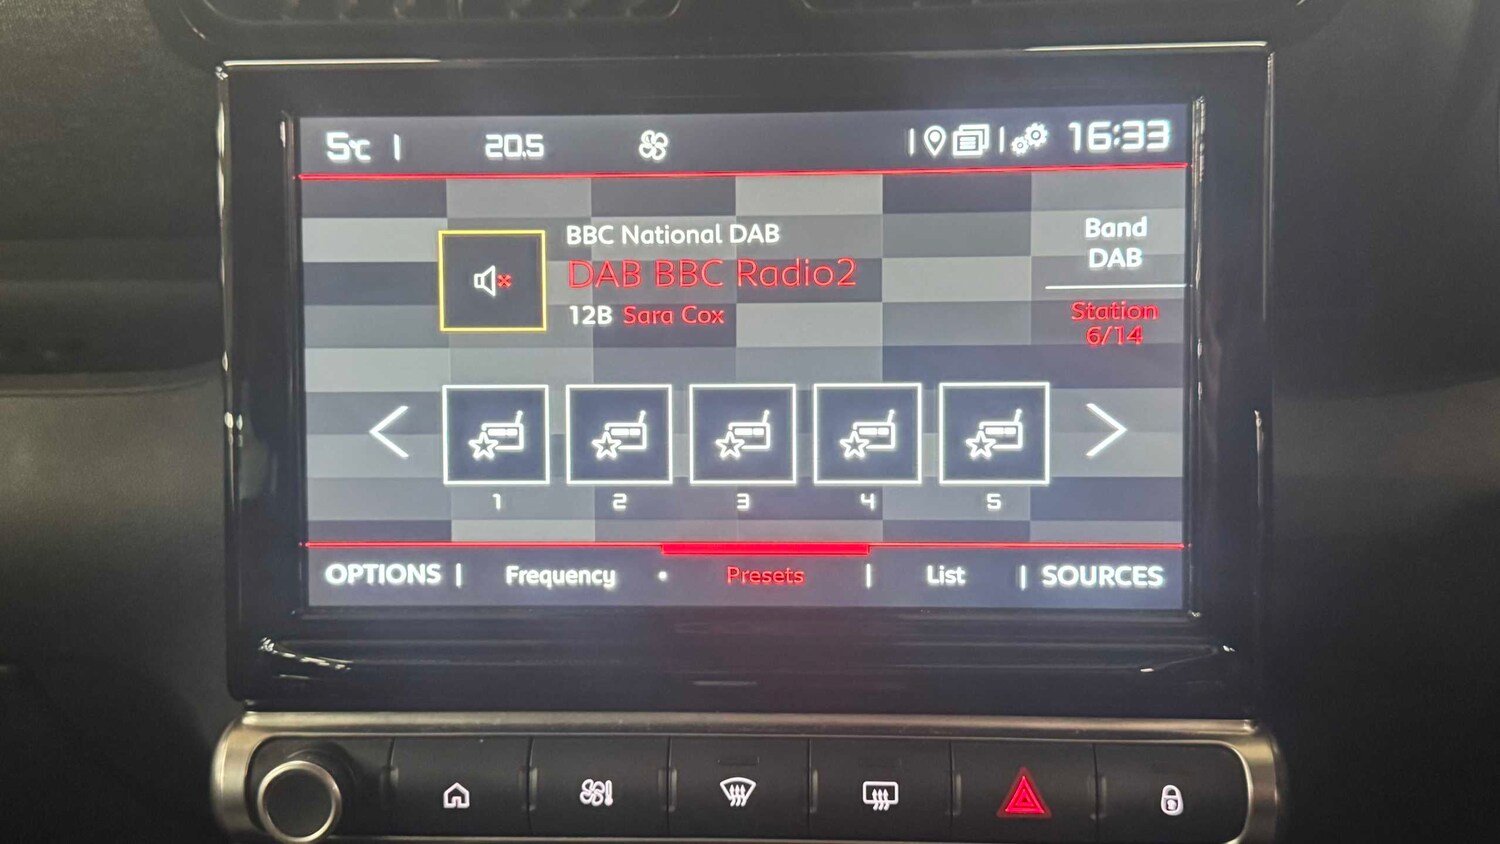 5°C | 20.5 16:33
BBC National DAB
DAB BBC Radio2
12B Sara Cox
Band
DAB
Station
6/14
1 2 3 4 5
OPTIONS | Frequency • Presets | List | SOURCES